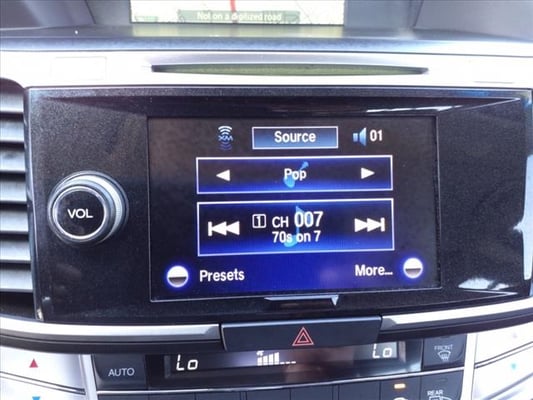 Not on a digitized road
XM
Source
01
Pop
VOL
1 CH 007
70s on 7
Presets
More...
Lo
Lo
AUTO
FRONT
REAR